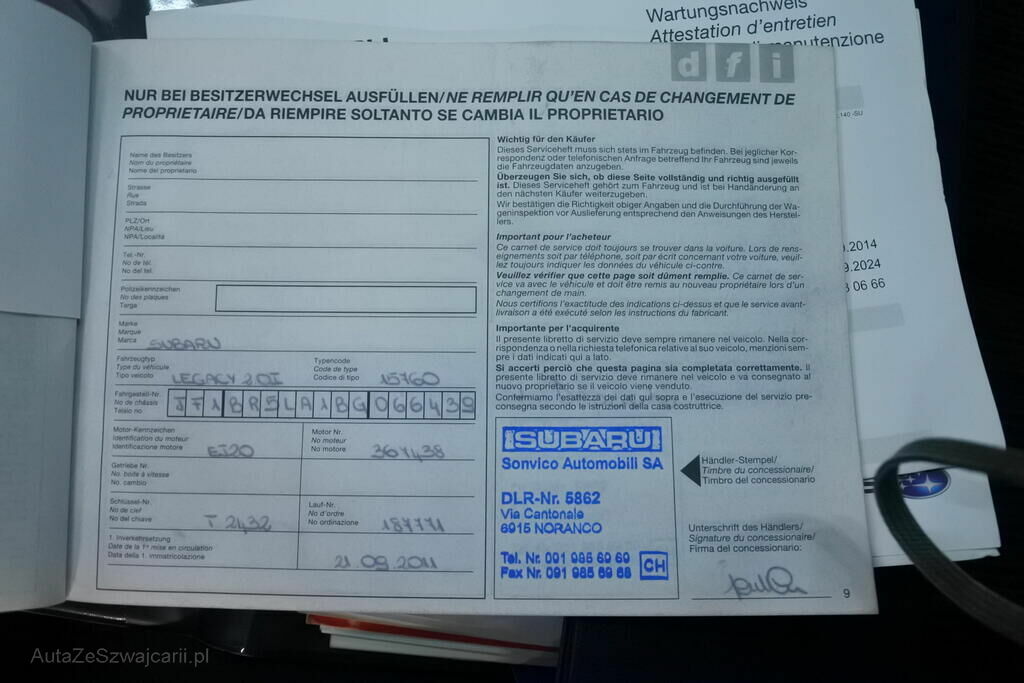 Wartungsnachweis
Attestation d'entretien
manutenzione
dfi
NUR BEI BESITZERWECHSEL AUSFÜLLEN/NE REMPLIR QU'EN CAS DE CHANGEMENT DE
PROPRIETAIRE/DA RIEMPIRE SOLTANTO SE CAMBIA IL PROPRIETARIO
Name des Besitzers
Nom du propriétaire
Nome del proprietario
Strasse
Rue
Strada
PLZ/Ort
NPA/Lieu
NPA/Località
Tel.-Nr.
No de tél.
No del tel.
Polizeikennzeichen
No des plaques
Targa
Marke
Marque
Marca SUBARU
Fahrzeugtyp
Type du véhicule
Tipo veicolo LEGACY 2.0I
Typencode
Code de type
Codice di tipo 15760
Fahrgestell-Nr.
No de châssis
Telaio no JF1BR5LA1BG066439
Motor-Kennzeichen
Identification du moteur
Identificazione motore EJ20
Motor Nr.
No moteur
No motore
Getriebe Nr.
No. boîte à vitesse
No. cambio
Schlüssel-Nr.
No de clef
No del chiave T 2432
Lauf-Nr.
No d'ordre
No ordinazione 187771
1. Inverkehrsetzung
Date de la 1re mise en circulation
Data della 1. immatricolazione 21.09.2011
Wichtig für den Käufer
Dieses Serviceheft muss sich stets im Fahrzeug befinden. Bei jeglicher Kor-
respondenz oder telefonischen Anfrage betreffend Ihr Fahrzeug sind jeweils
die Fahrzeugdaten anzugeben.
Überzeugen Sie sich, ob diese Seite vollständig und richtig ausgefüllt
ist. Dieses Serviceheft gehört zum Fahrzeug und ist bei Handänderung an
den nächsten Käufer weiterzugeben.
Wir bestätigen die Richtigkeit obiger Angaben und die Durchführung der Wa-
geninspektion vor Auslieferung entsprechend den Anweisungen des Herstel-
lers.
Important pour l'acheteur
Ce carnet de service doit toujours se trouver dans la voiture. Lors de rens-
eignements soit par téléphone, soit par écrit concernant votre voiture, veuil-
lez toujours indiquer les données du véhicule ci-contre.
Veuillez vérifier que cette page soit dûment remplie. Ce carnet de ser-
vice va avec le véhicule et doit être remis au nouveau propriétaire lors d'un
changement de main.
Nous certifions l'exactitude des indications ci-dessus et que le service avant-
livraison a été exécuté selon les instructions du fabricant.
Importante per l'acquirente
Il presente libretto di servizio deve sempre rimanere nel veicolo. Nella cor-
rispondenza o nella richiesta telefonica relative al suo veicolo, menzioni sem-
pre i dati indicati qui a lato.
Si accerti perciò che questa pagina sia completata correttamente. Il
presente libretto di servizio deve rimanere nel veicolo e va consegnato al
nuovo proprietario se il veicolo viene venduto.
Confermiamo l'esattezza dei dati qui sopra e l'esecuzione del servizio pre-
consegna secondo le istruzioni della casa costruttrice.
SUBARU
Sonvico Automobili SA
DLR-Nr. 5862
Via Cantonale
6915 NORANCO
Tel. Nr. 091 985 69 69
Fax Nr. 091 985 69 68
CH
Händler-Stempel/
Timbre du concessionaire/
Timbro del concessionario
Unterschrift des Händlers/
Signature du concessionaire/
Firma del concessionario:
9
.140 -SU
.2014
9.2024
06 66
AutaZeSzwajcarii.pl